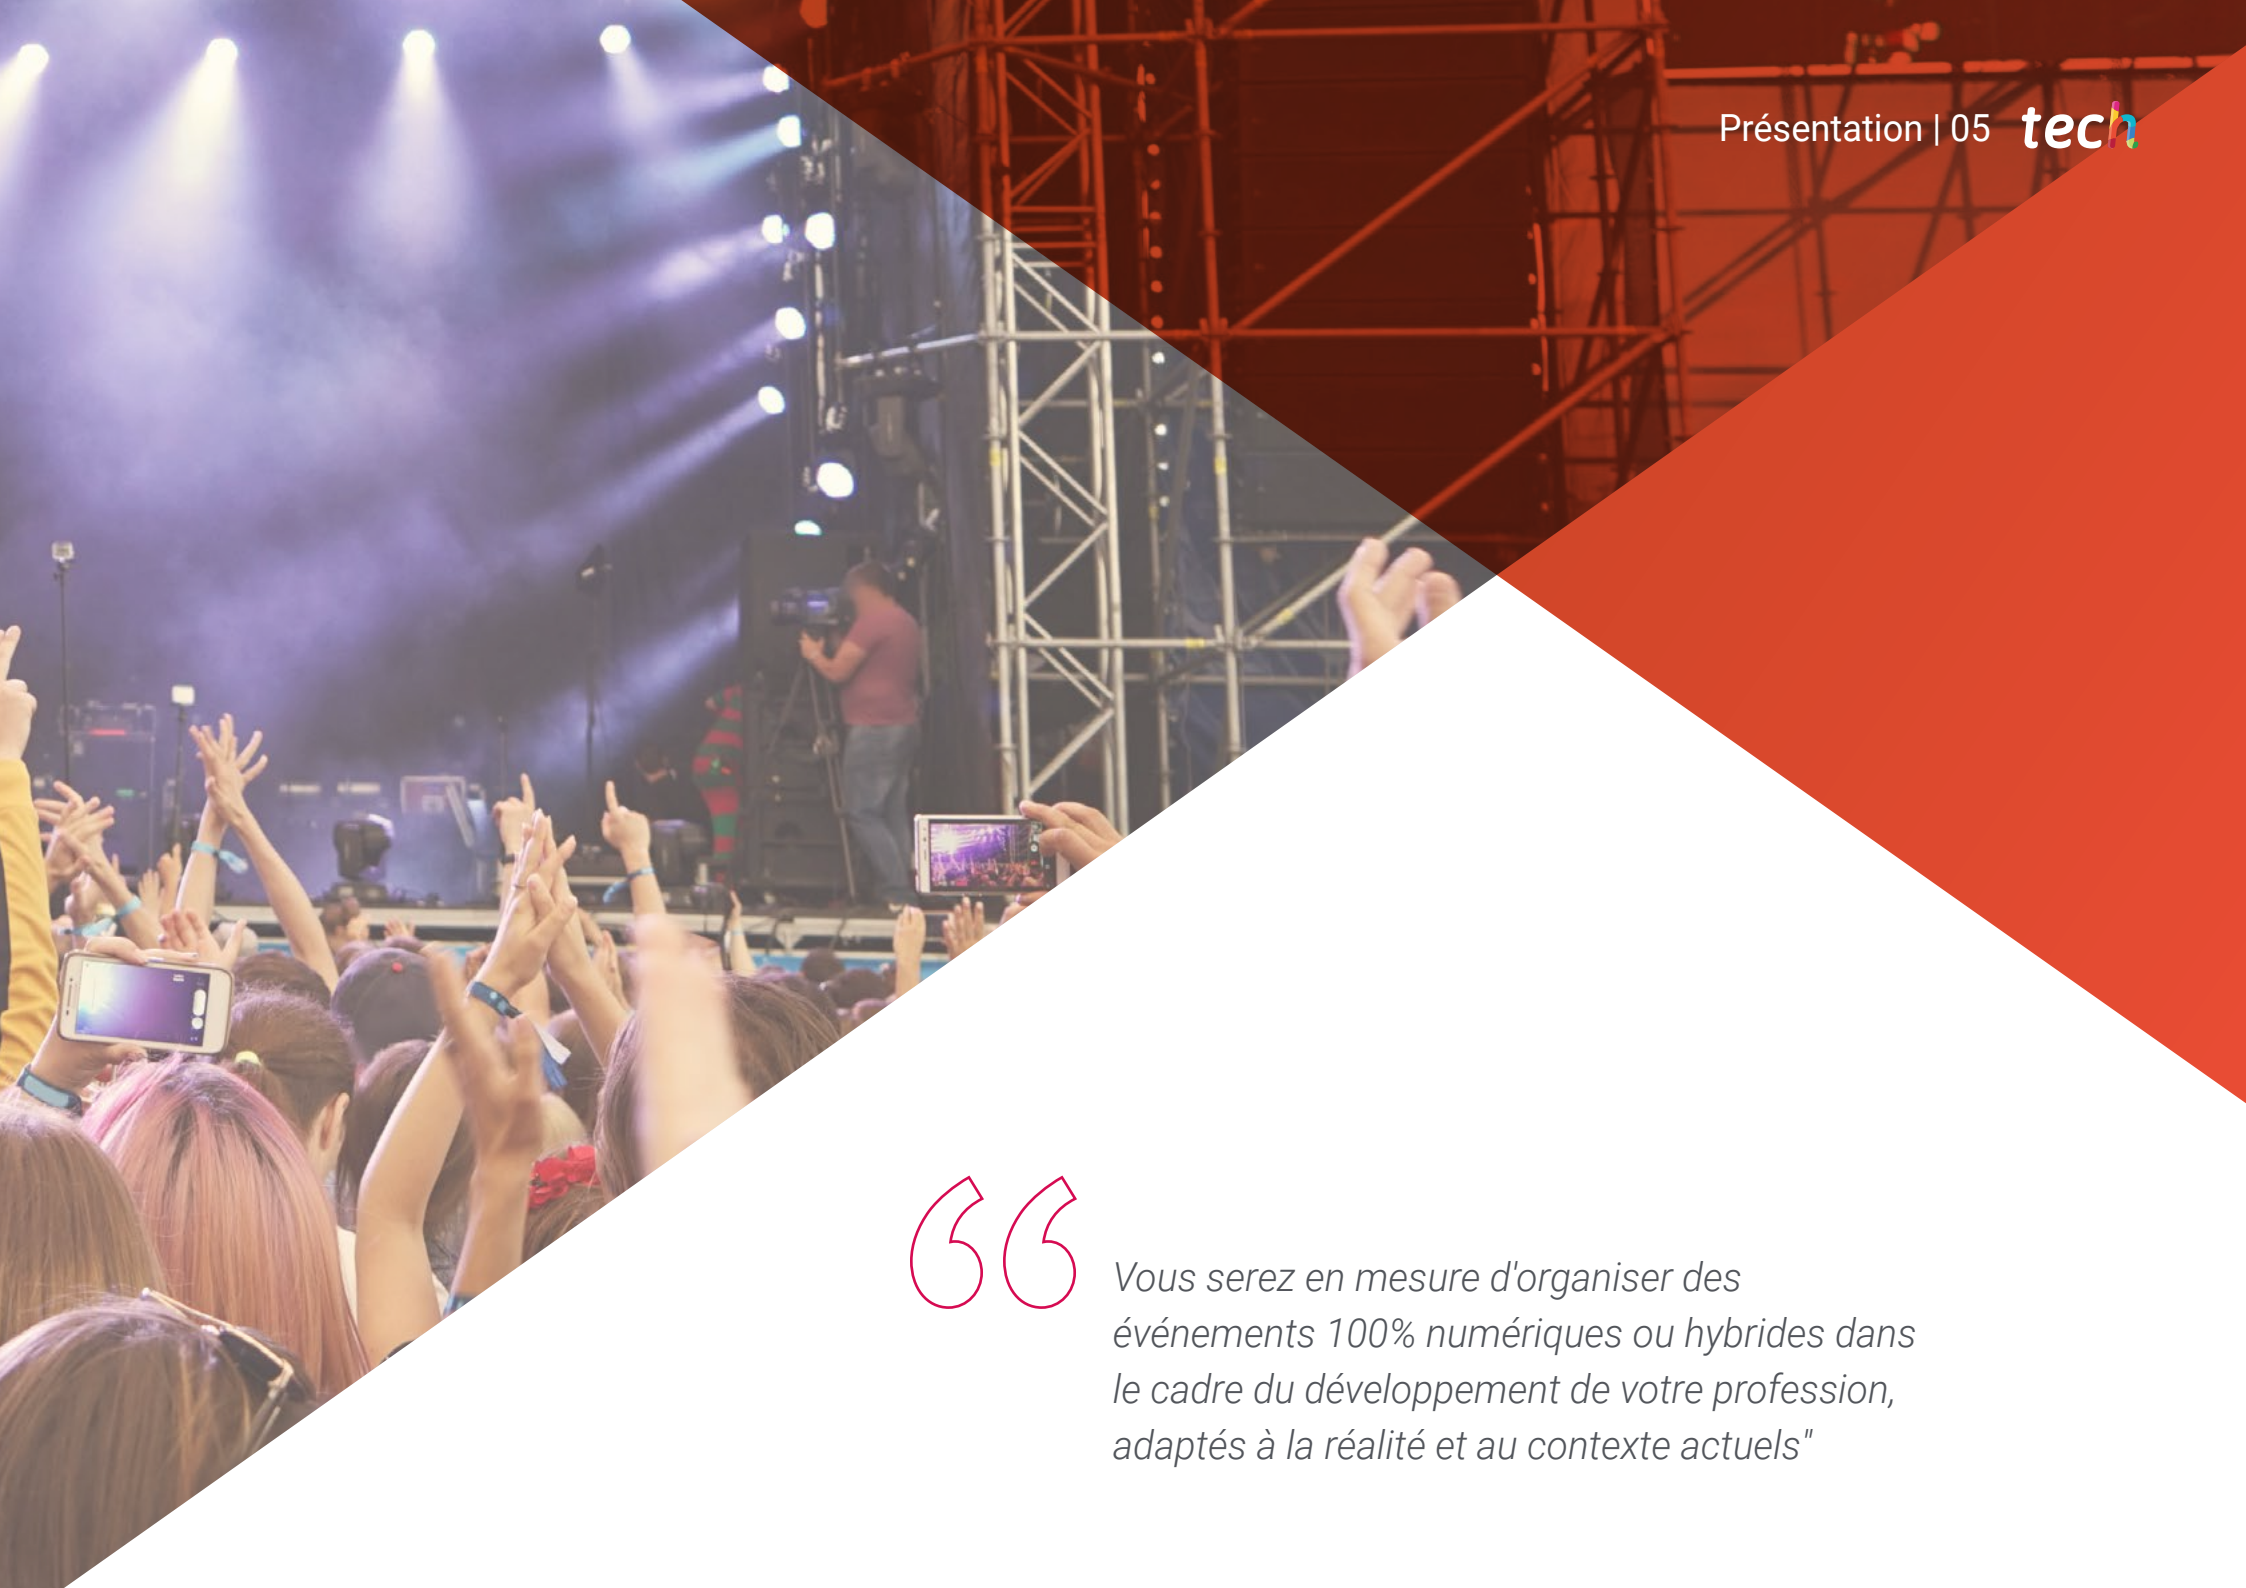 Présentation | 05 tech
Vous serez en mesure d'organiser des
événements 100% numériques ou hybrides dans
le cadre du développement de votre profession,
adaptés à la réalité et au contexte actuels"